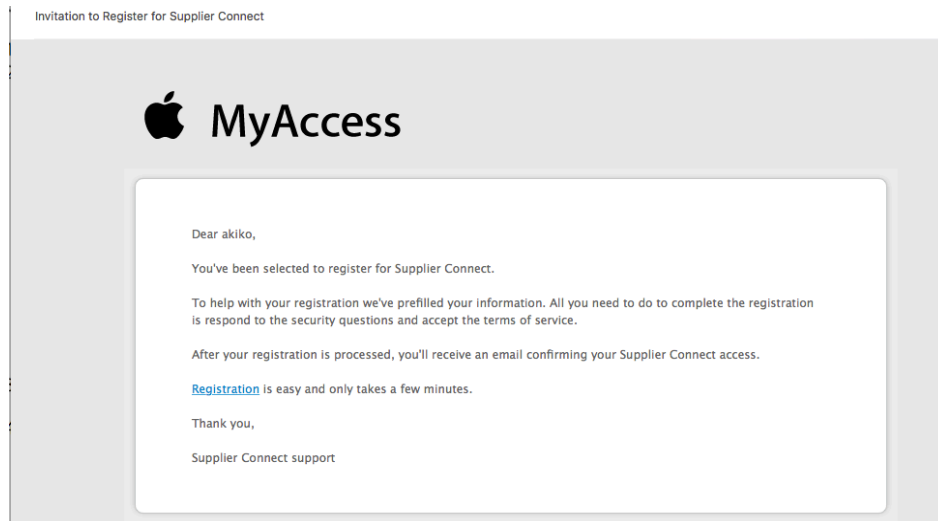 Invitation to Register for Supplier Connect
MyAccess
Dear akiko,
You've been selected to register for Supplier Connect.
To help with your registration we've prefilled your information. All you need to do to complete the registration
is respond to the security questions and accept the terms of service.
After your registration is processed, you'll receive an email confirming your Supplier Connect access.
Registration is easy and only takes a few minutes.
Thank you,
Supplier Connect support